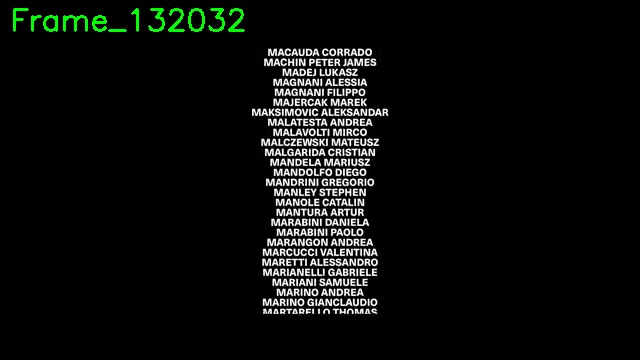 Frame_132032
MACAUDA CORRADO
MACHIN PETER JAMES
MADEJ LUKASZ
MAGNANI ALESSIA
MAGNANI FILIPPO
MAJERCAK MAREK
MAKSIMOVIC ALEKSANDAR
MALATESTA ANDREA
MALAVOLTI MIRCO
MALCZEWSKI MATEUSZ
MALGARIDA CRISTIAN
MANDELA MARIUSZ
MANDOLFO DIEGO
MANDRINI GREGORIO
MANLEY STEPHEN
MANOLE CATALIN
MANTURA ARTUR
MARABINI DANIELA
MARABINI PAOLO
MARANGON ANDREA
MARCUCCI VALENTINA
MARETTI ALESSANDRO
MARIANELLI GABRIELE
MARIANI SAMUELE
MARINO ANDREA
MARINO GIANCLAUDIO
MARTARELLO THOMAS